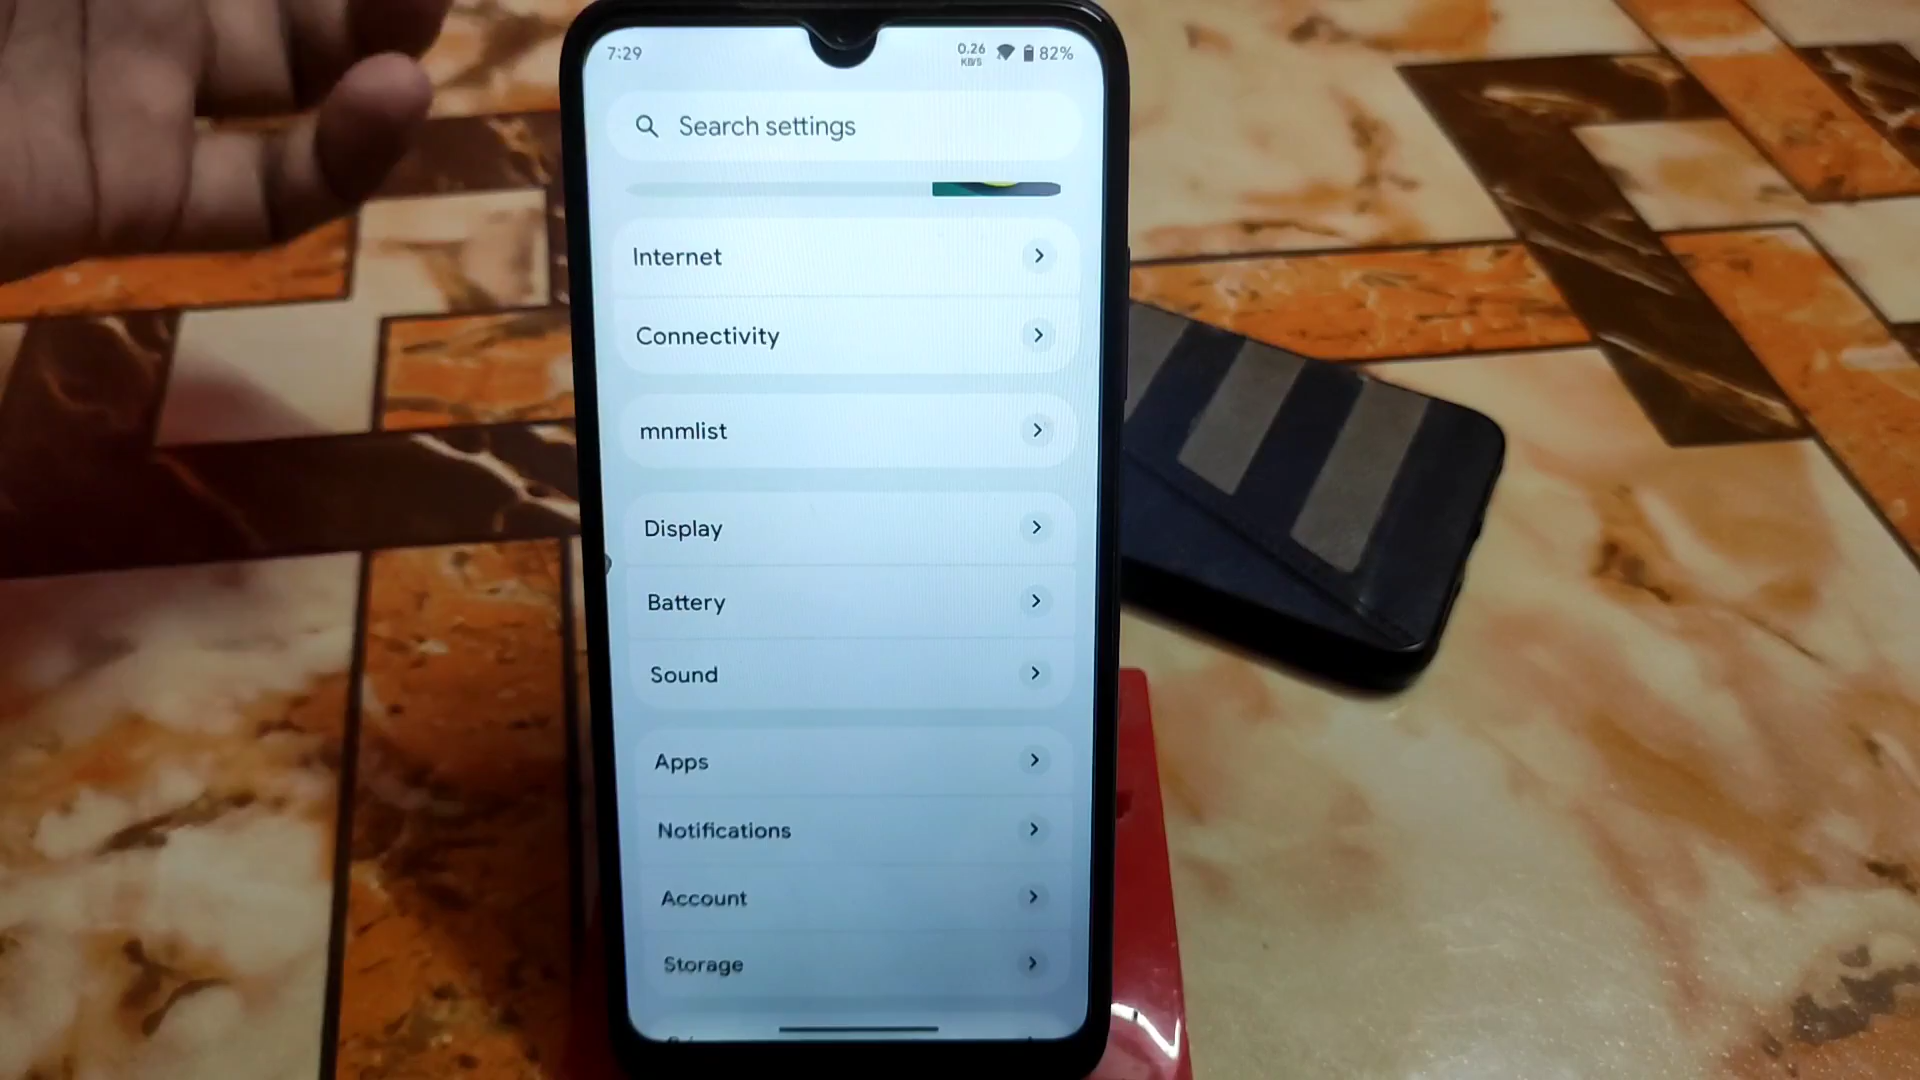 7:29
0.26
KB/S
82%
Search settings
Internet
Connectivity
mnmlist
Display
Battery
Sound
Apps
Notifications
Account
Storage